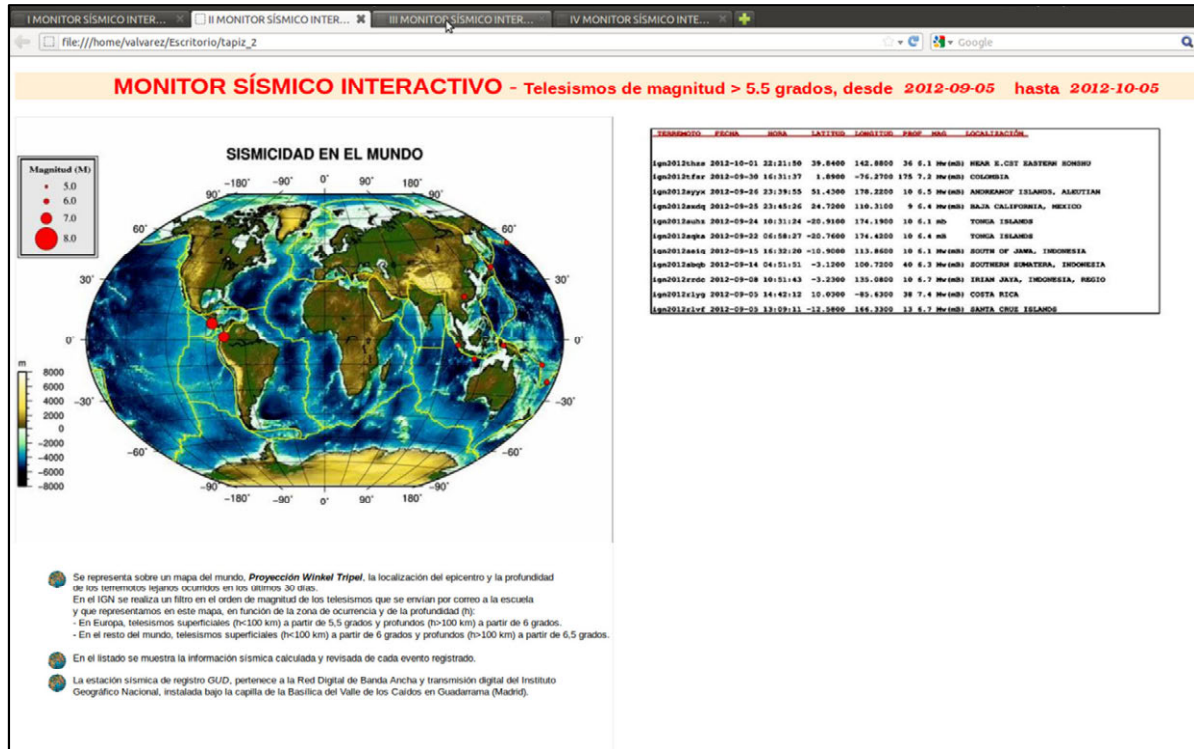 I MONITOR SÍSMICO INTER...
II MONITOR SÍSMICO INTER...
III MONITOR SÍSMICO INTER...
IV MONITOR SÍSMICO INTE...
file:///home/valvarez/Escritorio/tapiz_2
Google
MONITOR SÍSMICO INTERACTIVO - Telesismos de magnitud > 5.5 grados, desde 2012-09-05 hasta 2012-10-05
SISMICIDAD EN EL MUNDO
Magnitud (M)
5.0
6.0
7.0
8.0
-180° -90° 0° 90° 180°
90° 90°
60° 60°
30° 30°
0° 0°
-30° -30°
-60° -60°
-90° -90°
-180° -90° 0° 90° 180°
m
8000
6000
4000
2000
0
-2000
-4000
-6000
-8000
TERREMOTO FECHA HORA LATITUD LONGITUD PROF MAG LOCALIZACIÓN
2012-10-01 22:21:50 39.8400 142.8800 36 6.1 Mw(mB) NEAR E.CST EASTERN HONSHU
2012-09-30 16:31:37 1.8900 -76.2700 175 7.2 Mw(mB) COLOMBIA
2012-09-26 23:39:55 51.4300 178.2200 10 6.5 Mw(mB) ANDREANOF ISLANDS, ALEUTIAN
2012-09-25 23:45:26 24.7200 110.3100 9 6.4 Mw(mB) BAJA CALIFORNIA, MEXICO
2012-09-24 10:31:24 -20.9100 174.1900 10 6.1 mb TONGA ISLANDS
2012-09-22 06:58:27 -20.7600 174.4200 10 6.4 mB TONGA ISLANDS
2012-09-15 16:32:20 -10.9000 113.8600 10 6.1 Mw(mB) SOUTH OF JAWA, INDONESIA
2012-09-14 04:51:51 -3.1200 100.7200 40 6.3 Mw(mB) SOUTHERN SUMATERA, INDONESIA
2012-09-08 10:51:43 -3.2300 135.0800 10 6.7 Mw(mB) IRIAN JAYA, INDONESIA, REGIO
14:42:12 10.0300 -85.6300 38 7.4 Mw(mB) COSTA RICA
2012-09-05 13:09:11 -12.5800 166.3300 13 6.7 Mw(mB) SANTA CRUZ ISLANDS
Se representa sobre un mapa del mundo, Proyección Winkel Tripel, la localización del epicentro y la profundidad
de los terremotos lejanos ocurridos en los últimos 30 días.
En el IGN se realiza un filtro en el orden de magnitud de los telesismos que se envían por correo a la escuela
y que representamos en este mapa, en función de la zona de ocurrencia y de la profundidad (h):
- En Europa, telesismos superficiales (h<100 km) a partir de 5,5 grados y profundos (h>100 km) a partir de 6 grados.
- En el resto del mundo, telesismos superficiales (h<100 km) a partir de 6 grados y profundos (h>100 km) a partir de 6,5 grados.
En el listado se muestra la información sísmica calculada y revisada de cada evento registrado.
La estación sísmica de registro GUD, pertenece a la Red Digital de Banda Ancha y transmisión digital del Instituto
Geográfico Nacional, instalada bajo la capilla de la Basílica del Valle de los Caídos en Guadarrama (Madrid).